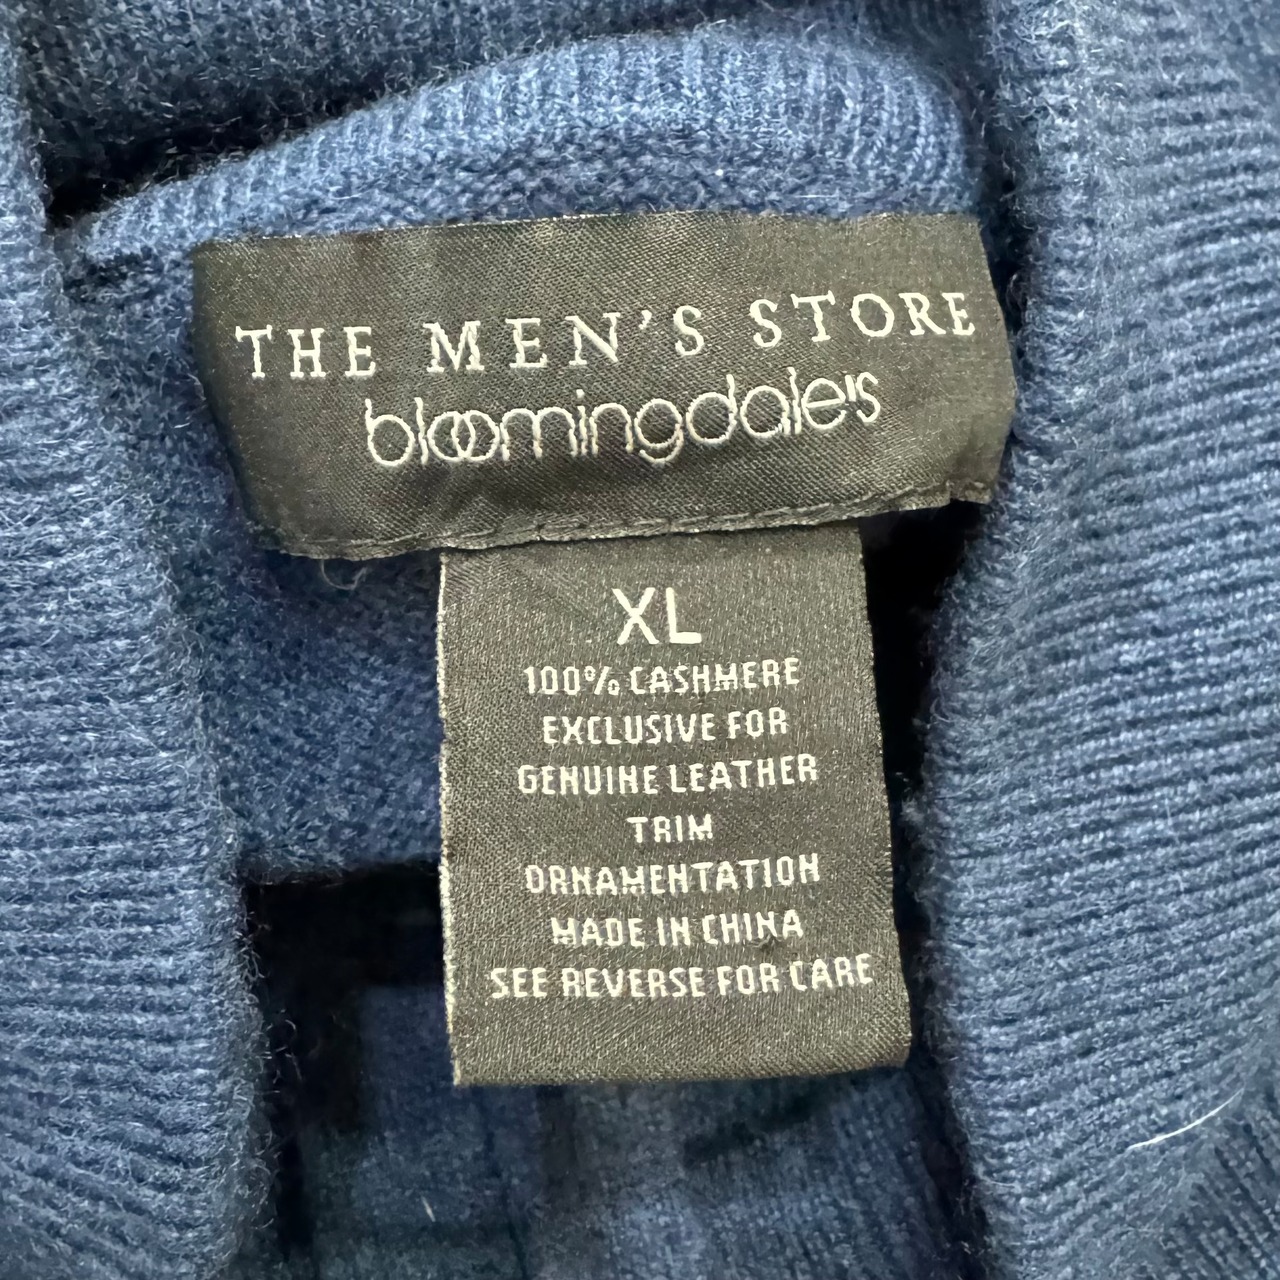 THE MEN'S STORE
bloomingdale's
XL
100% CASHMERE
EXCLUSIVE FOR
GENUINE LEATHER
TRIM
ORNAMENTATION
MADE IN CHINA
SEE REVERSE FOR CARE